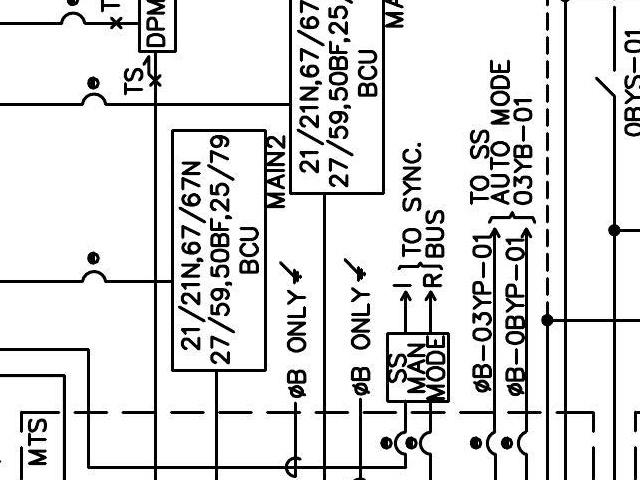 DPM
TS
21/21N,67/67
27/59,50BF,25/
BCU
MA
21/21N,67/67N
27/59,50BF,25/79
BCU
MAIN2
TO SYNC.
BUS
I
R
TO SS
AUTO MODE
03YB-01
0BYS-01
øB ONLY
øB ONLY
SS
MAN
MODE
øB-03YP-01
øB-0BYP-01
MTS